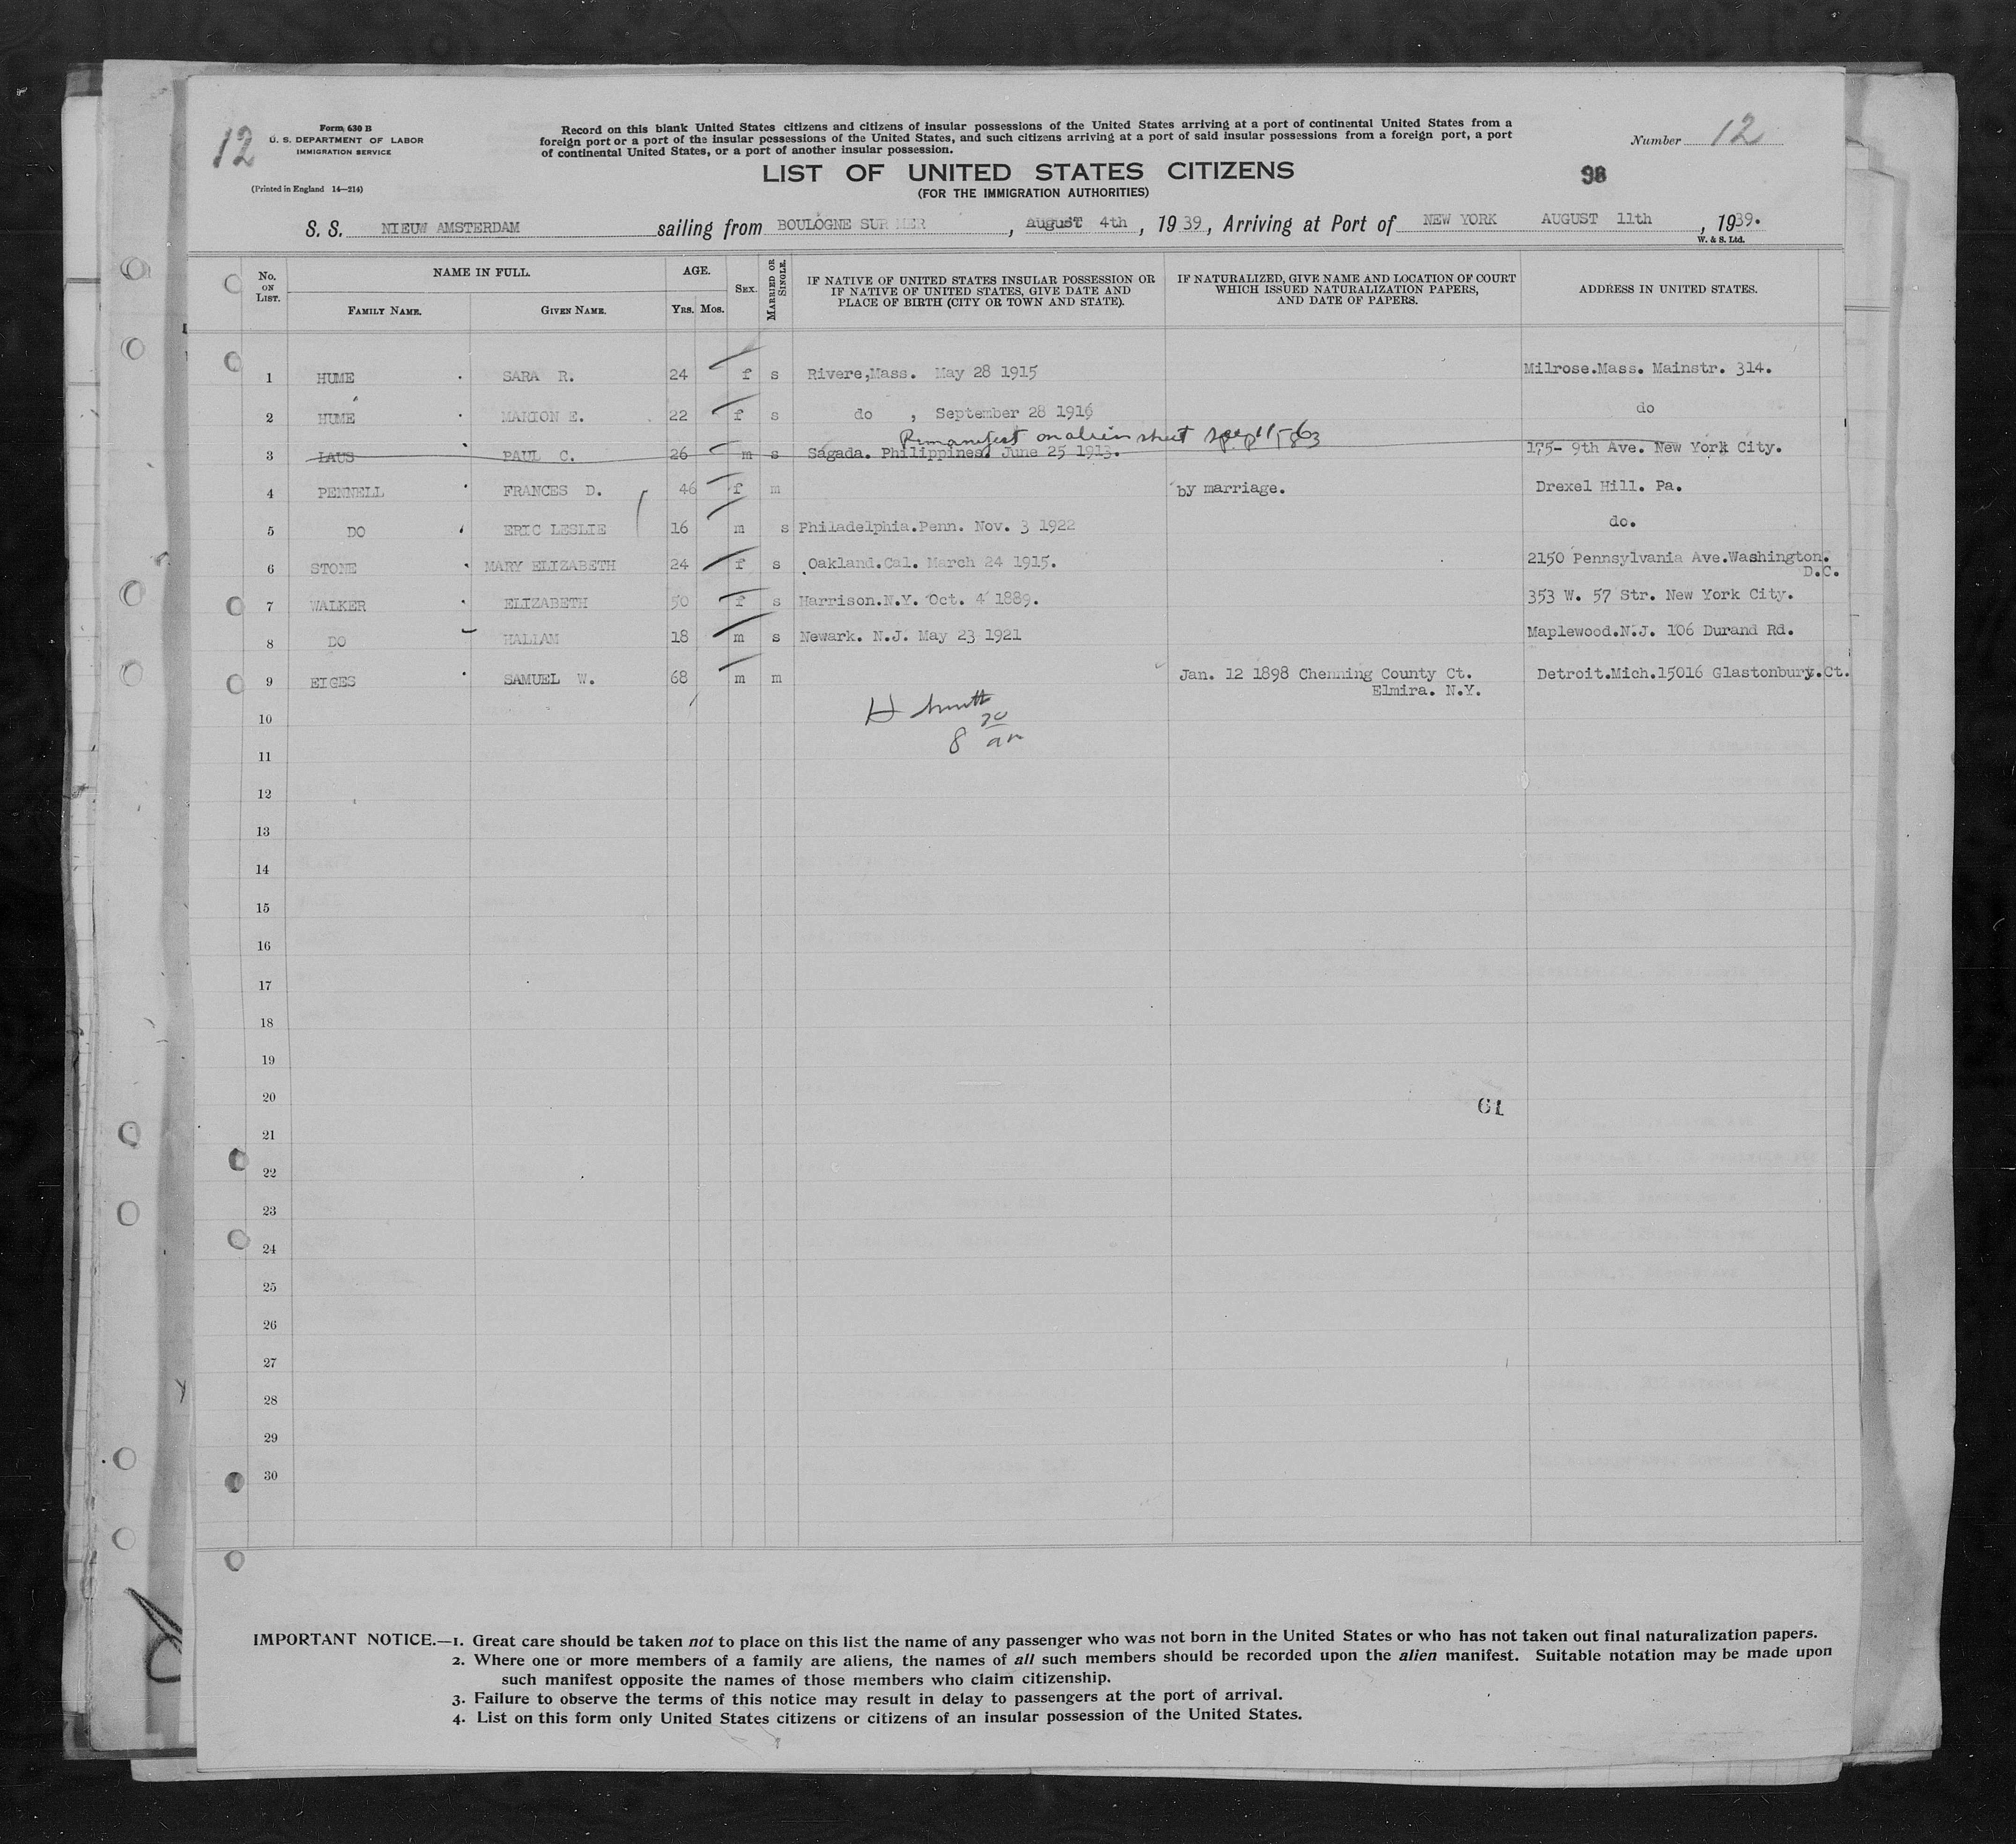 12
Form 630 B
U. S. DEPARTMENT OF LABOR
IMMIGRATION SERVICE
(Printed in England 14—214)
Record on this blank United States citizens and citizens of insular possessions of the United States arriving at a port of continental United States from a
foreign port or a port of the insular possessions of the United States, and such citizens arriving at a port of said insular possessions from a foreign port, a port
of continental United States, or a port of another insular possession.
Number 12
LIST OF UNITED STATES CITIZENS
(FOR THE IMMIGRATION AUTHORITIES)
98
S. S. NIEUW AMSTERDAM sailing from BOULOGNE SUR MER, August 4th, 1939, Arriving at Port of NEW YORK AUGUST 11th, 1939.
W. & S. Ltd.
No. ON LIST. NAME IN FULL. AGE. SEX. MARRIED OR SINGLE. IF NATIVE OF UNITED STATES INSULAR POSSESSION OR IF NATIVE OF UNITED STATES, GIVE DATE AND PLACE OF BIRTH (CITY OR TOWN AND STATE). IF NATURALIZED, GIVE NAME AND LOCATION OF COURT WHICH ISSUED NATURALIZATION PAPERS, AND DATE OF PAPERS. ADDRESS IN UNITED STATES.
FAMILY NAME. GIVEN NAME. YRS. MOS.
1 HUME SARA R. 24 f s Rivere,Mass. May 28 1915 Milrose.Mass. Mainstr. 314.
2 HUME MARION E. 22 f s do , September 28 1916 do
Remanifest on alien sheet
3 LAUS PAUL C. 26 m s Sagada. Philippines. June 25 1913. 175- 9th Ave. New York City.
4 PENNELL FRANCES D. 46 f m by marriage. Drexel Hill. Pa.
5 DO ERIC LESLIE 16 m s Philadelphia.Penn. Nov. 3 1922 do.
6 STONE MARY ELIZABETH 24 f s Oakland.Cal. March 24 1915. 2150 Pennsylvania Ave.Washington.
D.C.
7 WALKER ELIZABETH 50 f s Harrison.N.Y. Oct. 4 1889. 353 W. 57 Str. New York City.
8 DO HALLAM 18 m s Newark. N.J. May 23 1921 Maplewood.N.J. 106 Durand Rd.
9 EIGES SAMUEL W. 68 m m Jan. 12 1898 Chenning County Ct. Detroit.Mich.15016 Glastonbury.Ct.
Elmira. N.Y.
H Smith
8 20 am
10
11
12
13
14
15
16
17
18
19
20
61
21
22
23
24
25
26
27
28
29
30
IMPORTANT NOTICE.—1. Great care should be taken not to place on this list the name of any passenger who was not born in the United States or who has not taken out final naturalization papers.
2. Where one or more members of a family are aliens, the names of all such members should be recorded upon the alien manifest. Suitable notation may be made upon
such manifest opposite the names of those members who claim citizenship.
3. Failure to observe the terms of this notice may result in delay to passengers at the port of arrival.
4. List on this form only United States citizens or citizens of an insular possession of the United States.